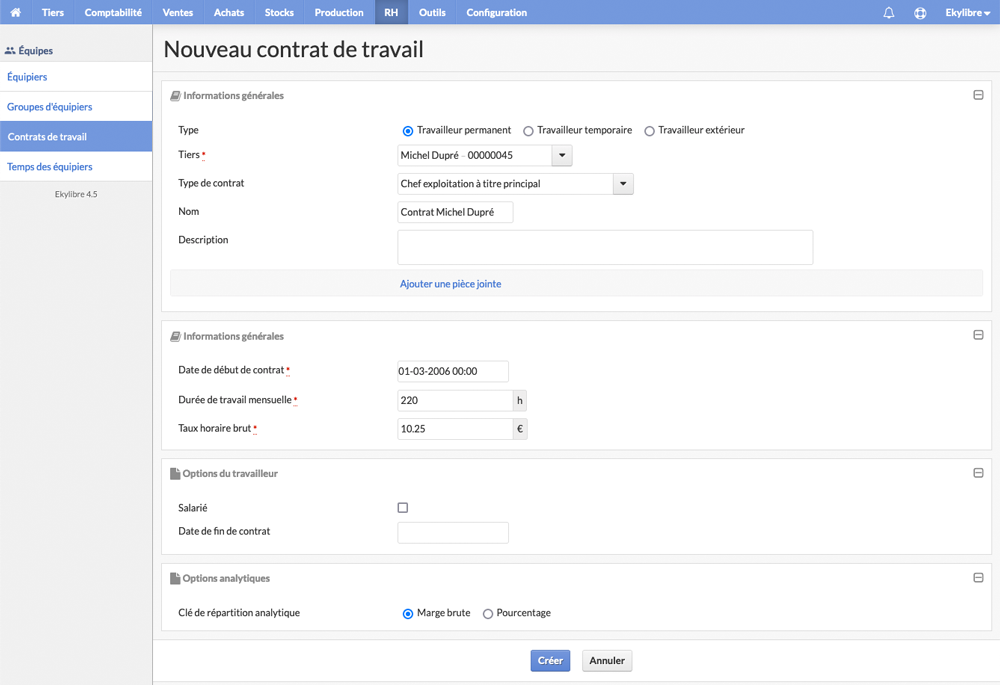 Tiers Comptabilité Ventes Achats Stocks Production RH Outils Configuration Ekylibre
Équipes
Équipiers
Groupes d'équipiers
Contrats de travail
Temps des équipiers
Ekylibre 4.5
Nouveau contrat de travail
Informations générales
Type Travailleur permanent Travailleur temporaire Travailleur extérieur
Tiers * Michel Dupré - 00000045
Type de contrat Chef exploitation à titre principal
Nom Contrat Michel Dupré
Description
Ajouter une pièce jointe
Informations générales
Date de début de contrat * 01-03-2006 00:00
Durée de travail mensuelle * 220 h
Taux horaire brut * 10.25 €
Options du travailleur
Salarié
Date de fin de contrat
Options analytiques
Clé de répartition analytique Marge brute Pourcentage
Créer Annuler